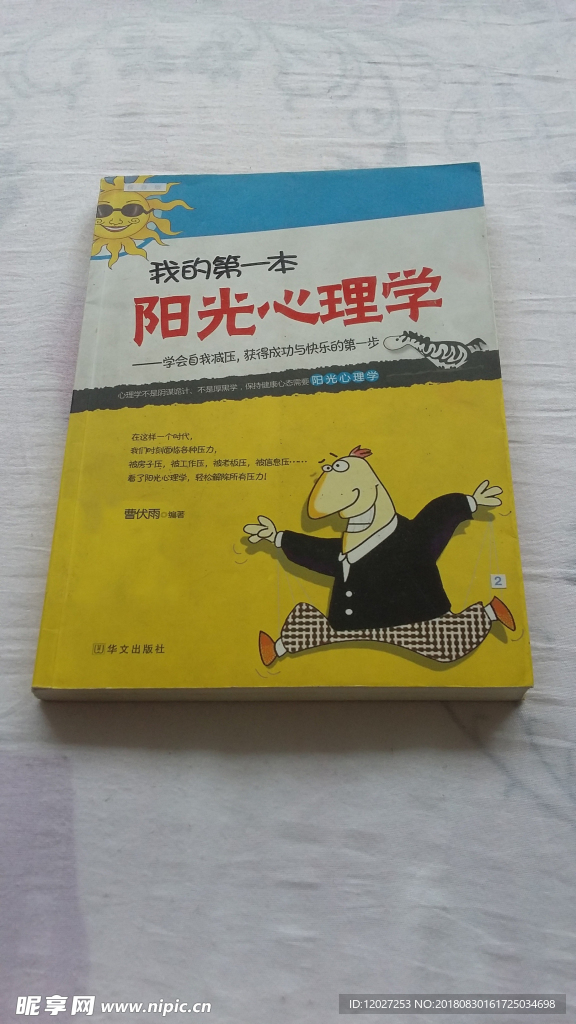 我的第一本
阳光心理学
——学会自我减压,获得成功与快乐的第一步
心理学不是阴谋诡计,不是厚黑学,保持健康心态需要 阳光心理学
在这样一个时代,
我们时刻面临各种压力,
被房子压,被工作压,被老板压,被信息压……
看了阳光心理学,轻松解除所有压力!
曹伏雨 ◎ 编著
2
华文出版社
昵享网 www.nipic.cn
ID:12027253 NO:20180830161725034698